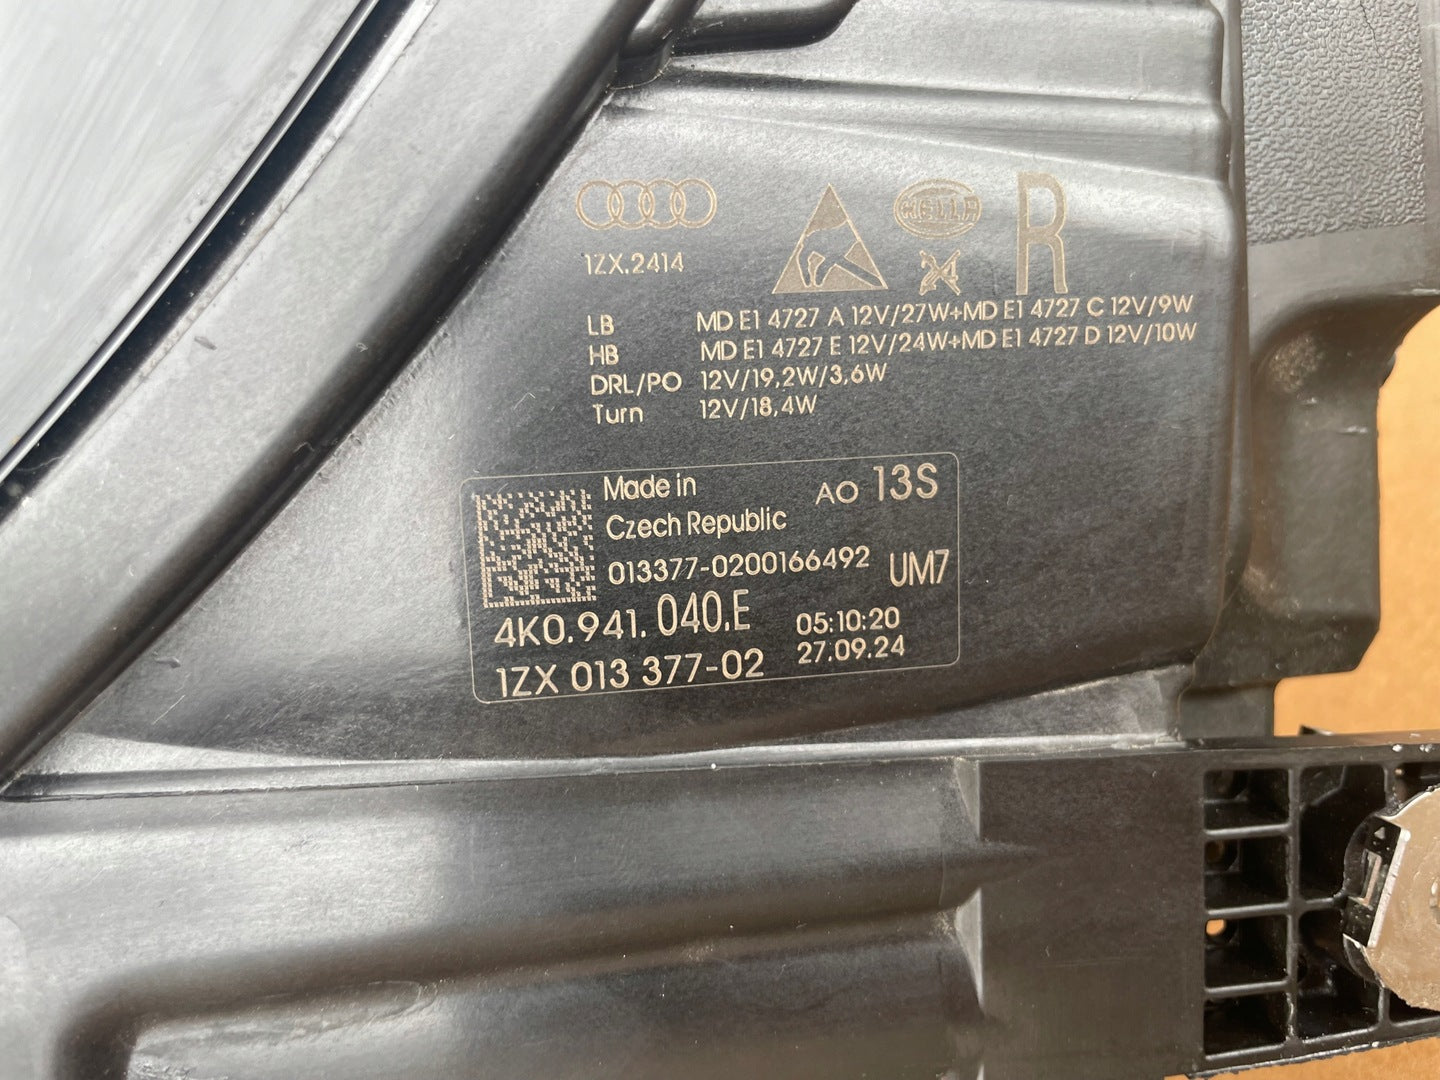 HELLA
R
1ZX.2414
24
LB MD E1 4727 A 12V/27W+MD E1 4727 C 12V/9W
HB MD E1 4727 E 12V/24W+MD E1 4727 D 12V/10W
DRL/PO 12V/19,2W/3,6W
Turn 12V/18,4W
Made in AO 13S
Czech Republic
013377-0200166492 UM7
4K0.941.040.E 05:10:20
1ZX 013 377-02 27.09.24